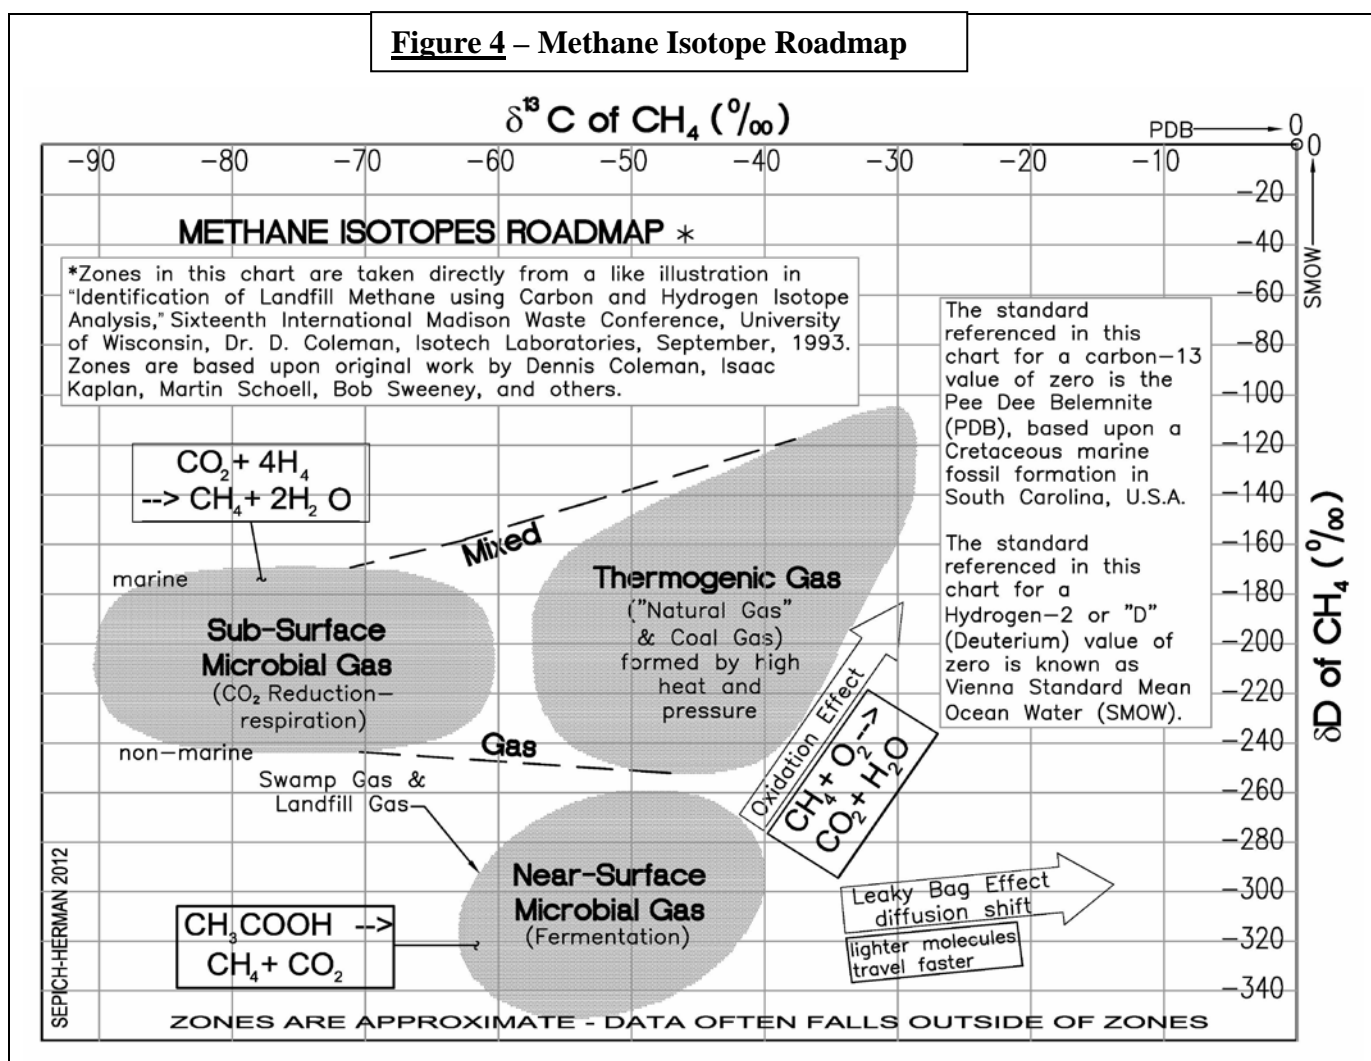 Figure 4 – Methane Isotope Roadmap
δ¹³C of CH₄ (⁰/₀₀)
PDB
0
0
−90 −80 −70 −60 −50 −40 −30 −20 −10
SMOW
−20
−40
−60
−80
−100
−120
−140
−160
−180
−200
−220
−240
−260
−280
−300
−320
−340
δD of CH₄ (⁰/₀₀)
METHANE ISOTOPES ROADMAP *
*Zones in this chart are taken directly from a like illustration in
"Identification of Landfill Methane using Carbon and Hydrogen Isotope
Analysis," Sixteenth International Madison Waste Conference, University
of Wisconsin, Dr. D. Coleman, Isotech Laboratories, September, 1993.
Zones are based upon original work by Dennis Coleman, Isaac
Kaplan, Martin Schoell, Bob Sweeney, and others.
The standard
referenced in this
chart for a carbon−13
value of zero is the
Pee Dee Belemnite
(PDB), based upon a
Cretaceous marine
fossil formation in
South Carolina, U.S.A.
The standard
referenced in this
chart for a
Hydrogen−2 or "D"
(Deuterium) value of
zero is known as
Vienna Standard Mean
Ocean Water (SMOW).
CO₂ + 4H₄
--> CH₄ + 2H₂ O
marine
Mixed
Sub-Surface
Microbial Gas
(CO₂ Reduction−
respiration)
non−marine
Gas
Thermogenic Gas
("Natural Gas"
& Coal Gas)
formed by high
heat and
pressure
Swamp Gas &
Landfill Gas
Oxidation Effect
CH₄ + O₂ -->
CO₂ + H₂O
Near-Surface
Microbial Gas
(Fermentation)
CH₃COOH -->
CH₄ + CO₂
Leaky Bag Effect
diffusion shift
lighter molecules
travel faster
SEPICH-HERMAN 2012
ZONES ARE APPROXIMATE - DATA OFTEN FALLS OUTSIDE OF ZONES